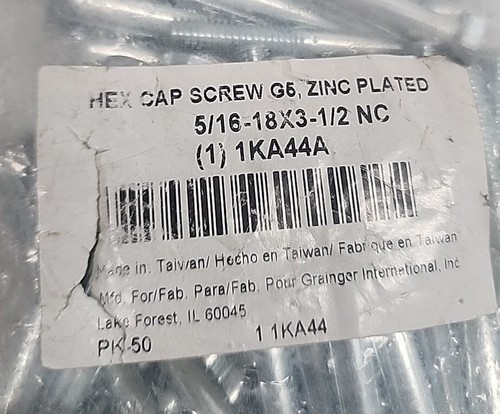 HEX CAP SCREW G5, ZINC PLATED
5/16-18X3-1/2 NC
(1) 1KA44A
Made in. Taiwan/ Hecho en Taiwan/ Fabrique en Taiwan
Mfd. For/Fab. Para/Fab. Pour Grainger International, Inc
Lake Forest, IL 60045
PK 50 1 1KA44